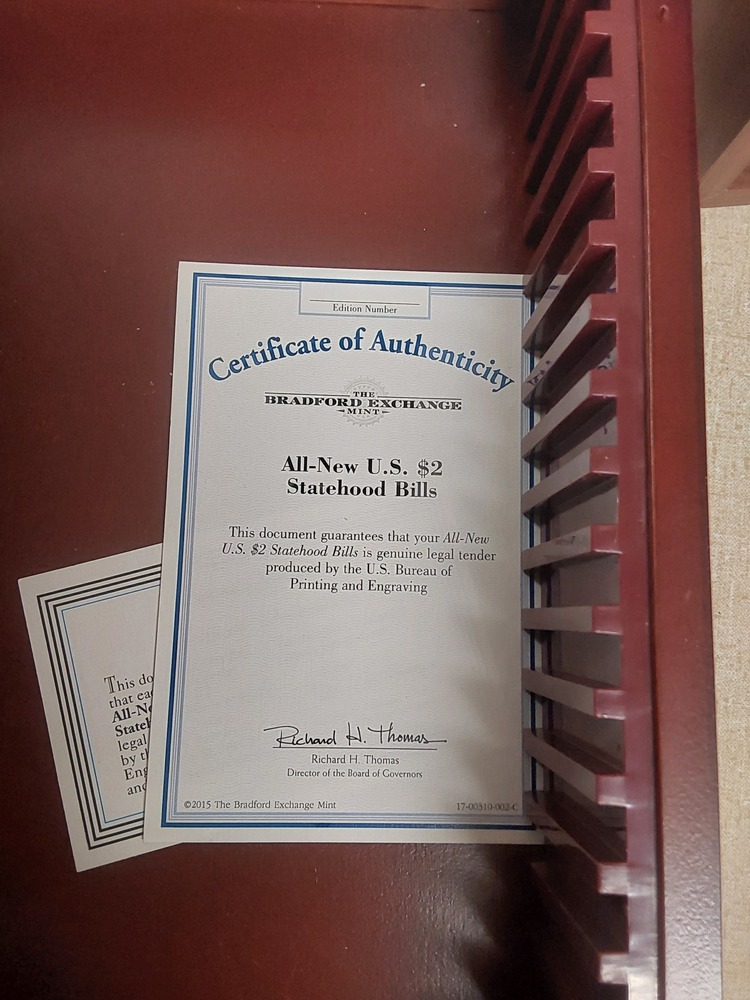 Edition Number
Certificate of Authenticity
THE
BRADFORD EXCHANGE
MINT
All-New U.S. $2
Statehood Bills
This document guarantees that your All-New
U.S. $2 Statehood Bills is genuine legal tender
produced by the U.S. Bureau of
Printing and Engraving
Richard H. Thomas
Richard H. Thomas
Director of the Board of Governors
©2015 The Bradford Exchange Mint 17-00310-002-C
This do
that eac
All-Ne
Stateh
legal
by th
Eng
and